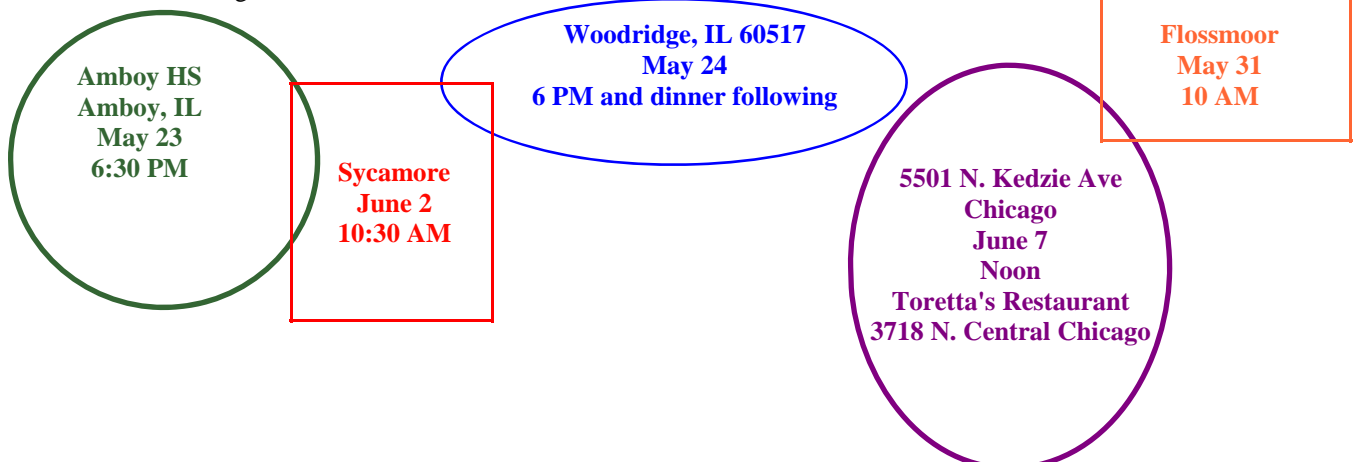 Amboy HS
Amboy, IL
May 23
6:30 PM
Sycamore
June 2
10:30 AM
Woodridge, IL 60517
May 24
6 PM and dinner following
5501 N. Kedzie Ave
Chicago
June 7
Noon
Toretta's Restaurant
3718 N. Central Chicago
Flossmoor
May 31
10 AM